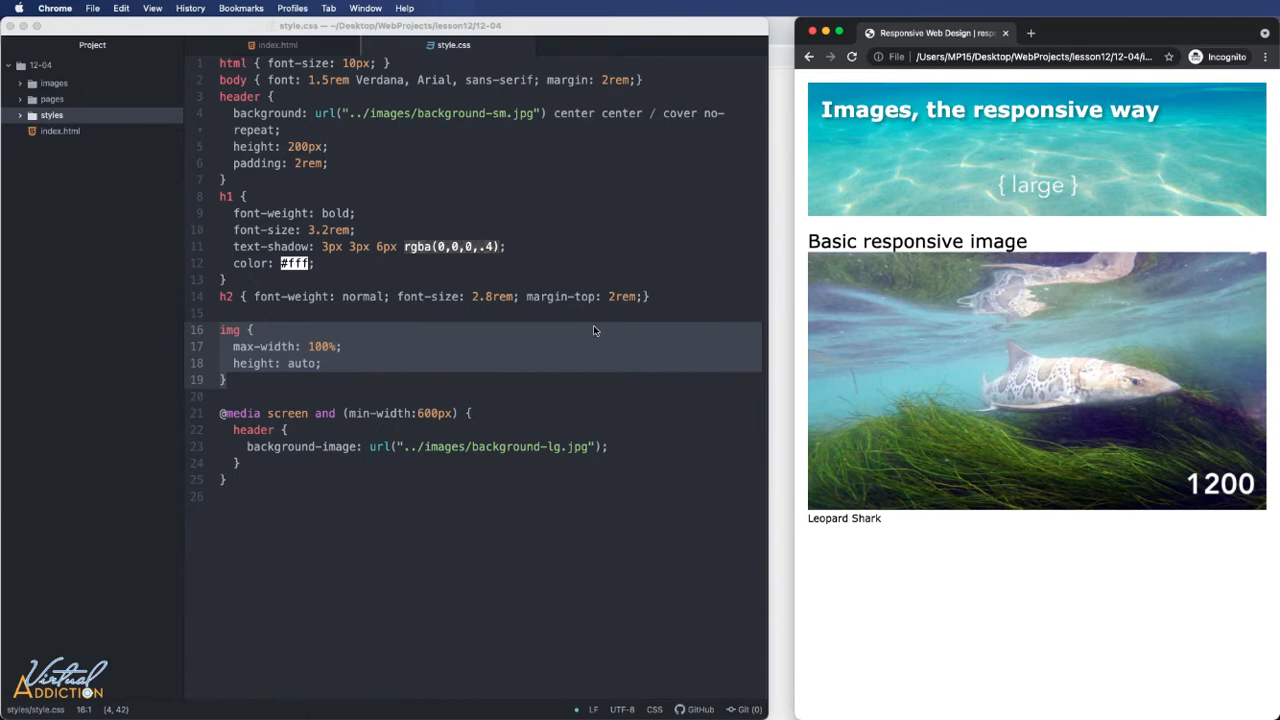 Chrome File Edit View History Bookmarks Profiles Tab Window Help
style.css — ~/Desktop/WebProjects/lesson12/12-04
Project
index.html
style.css
12-04
images
pages
styles
index.html
1 html { font-size: 10px; }
2 body { font: 1.5rem Verdana, Arial, sans-serif; margin: 2rem;}
3 header {
4 background: url("../images/background-sm.jpg") center center / cover no-
repeat;
5 height: 200px;
6 padding: 2rem;
7 }
8 h1 {
9 font-weight: bold;
10 font-size: 3.2rem;
11 text-shadow: 3px 3px 6px rgba(0,0,0,.4);
12 color: #fff;
13 }
14 h2 { font-weight: normal; font-size: 2.8rem; margin-top: 2rem;}
15
16 img {
17 max-width: 100%;
18 height: auto;
19 }
20
21 @media screen and (min-width:600px) {
22 header {
23 background-image: url("../images/background-lg.jpg");
24 }
25 }
26
Virtual
ADDICTION
styles/style.css 16:1 (4, 42)
LF UTF-8 CSS GitHub Git (0)
Responsive Web Design | resp
File /Users/MP15/Desktop/WebProjects/lesson12/12-04/i... Incognito
Images, the responsive way
{ large }
Basic responsive image
1200
Leopard Shark